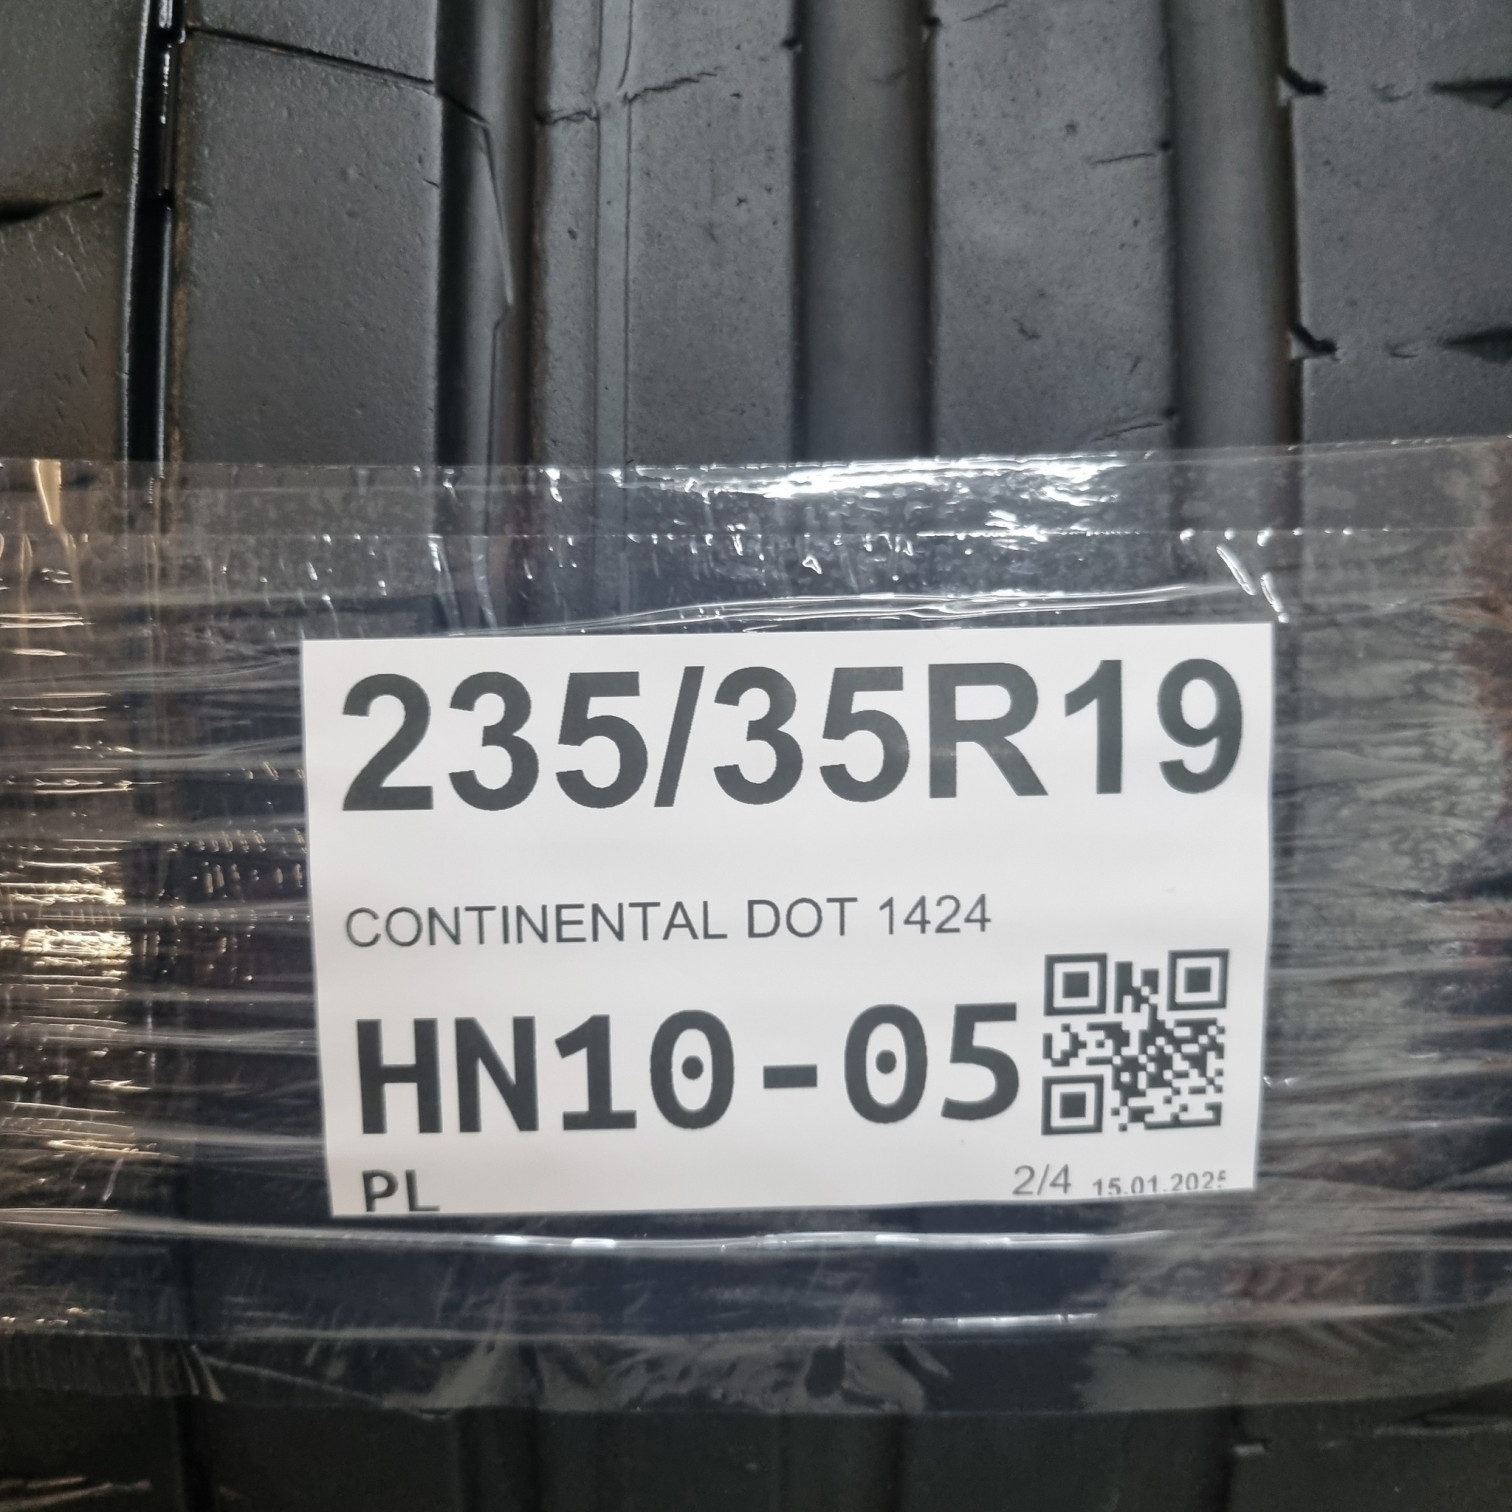 235/35R19
CONTINENTAL DOT 1424
HN10-05
PL
2/4 15.01.2025